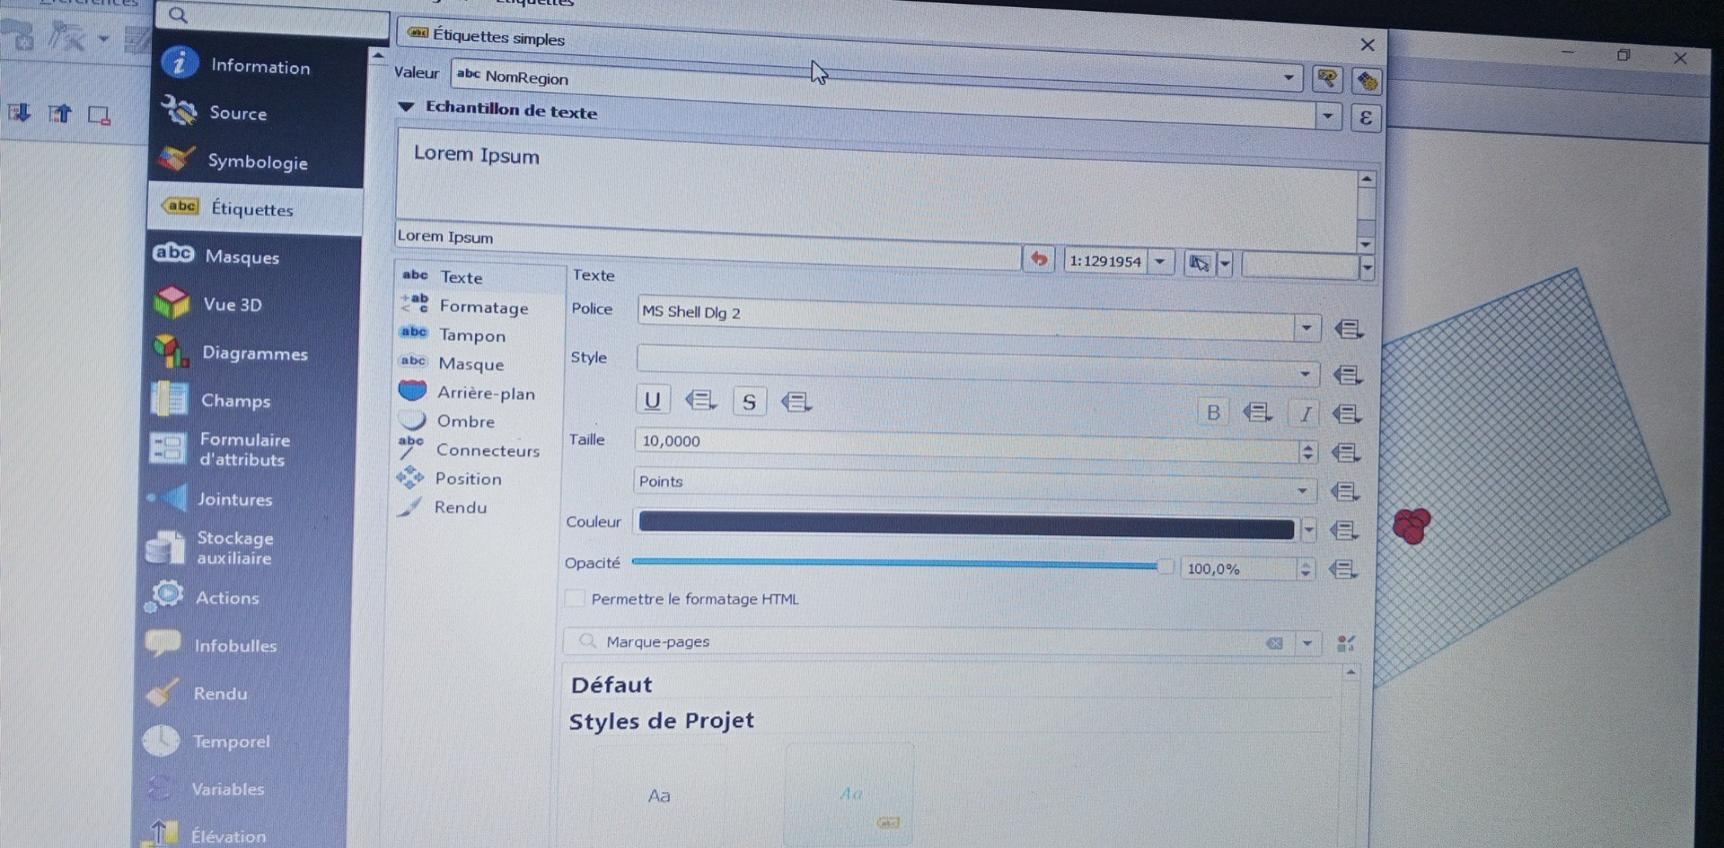 Étiquettes simples
Valeur
abc NomRegion
ε
Echantillon de texte
Lorem Ipsum
Lorem Ipsum
1:1291954
Information
Source
Symbologie
abc Étiquettes
abc Masques
Vue 3D
Diagrammes
Champs
Formulaire
d'attributs
Jointures
Stockage
auxiliaire
Actions
Infobulles
Rendu
Temporel
Variables
Élévation
abc Texte
+ab
< c Formatage
abc Tampon
abc Masque
Arrière-plan
Ombre
abc Connecteurs
Position
Rendu
Texte
Police
MS Shell Dlg 2
Style
U S B I
Taille
10,0000
Points
Couleur
Opacité
100,0%
Permettre le formatage HTML
Marque-pages
Défaut
Styles de Projet
Aa
Aa
abc